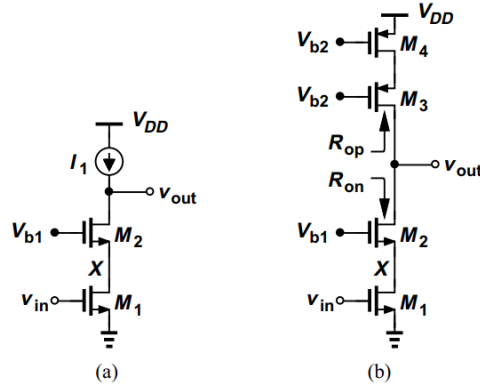 V_DD
I_1
v_out
V_b1
M_2
X
v_in
M_1
(a)
V_DD
V_b2
M_4
V_b2
M_3
R_op
v_out
R_on
V_b1
M_2
X
v_in
M_1
(b)